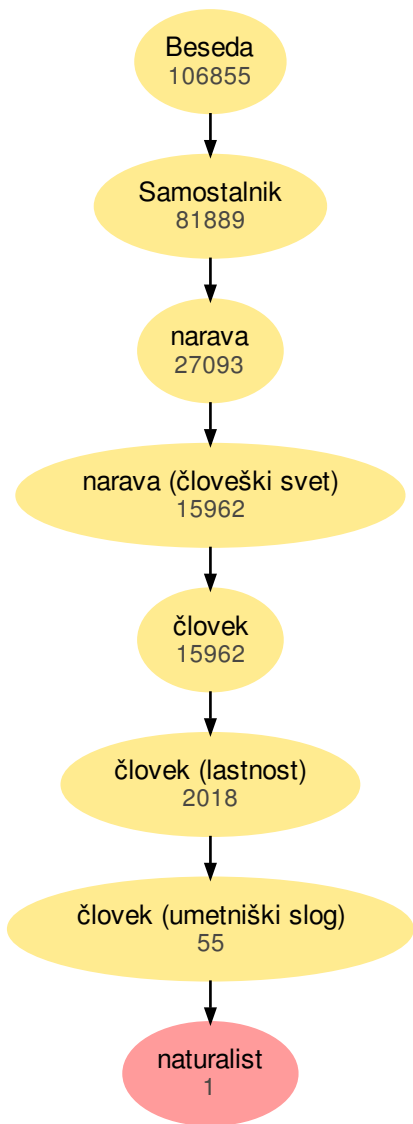 Beseda
106855
Samostalnik
81889
narava
27093
narava (človeški svet)
15962
človek
15962
človek (lastnost)
2018
človek (umetniški slog)
55
naturalist
1